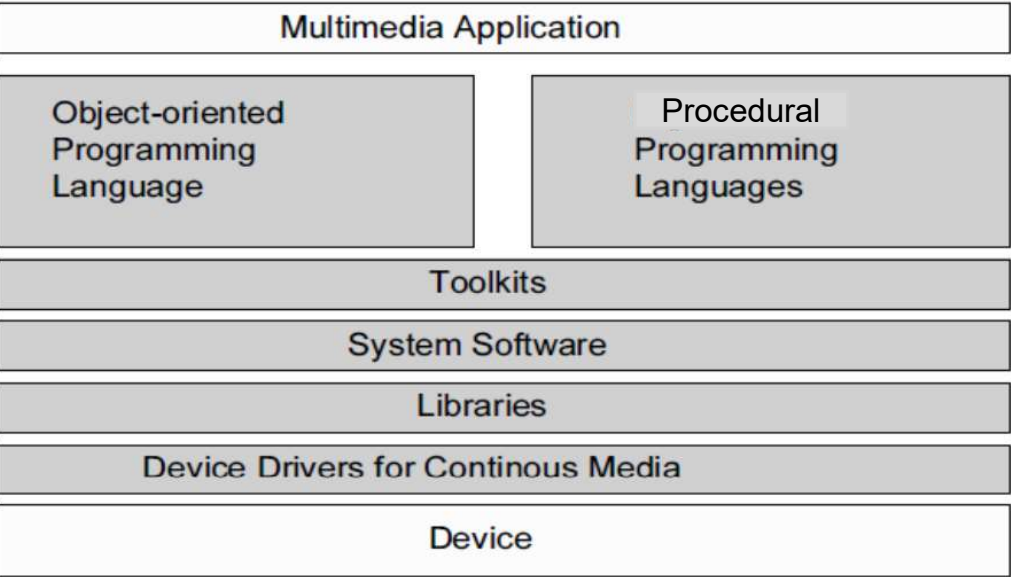 Multimedia Application
Object-oriented
Programming
Language
Procedural
Programming
Languages
Toolkits
System Software
Libraries
Device Drivers for Continous Media
Device